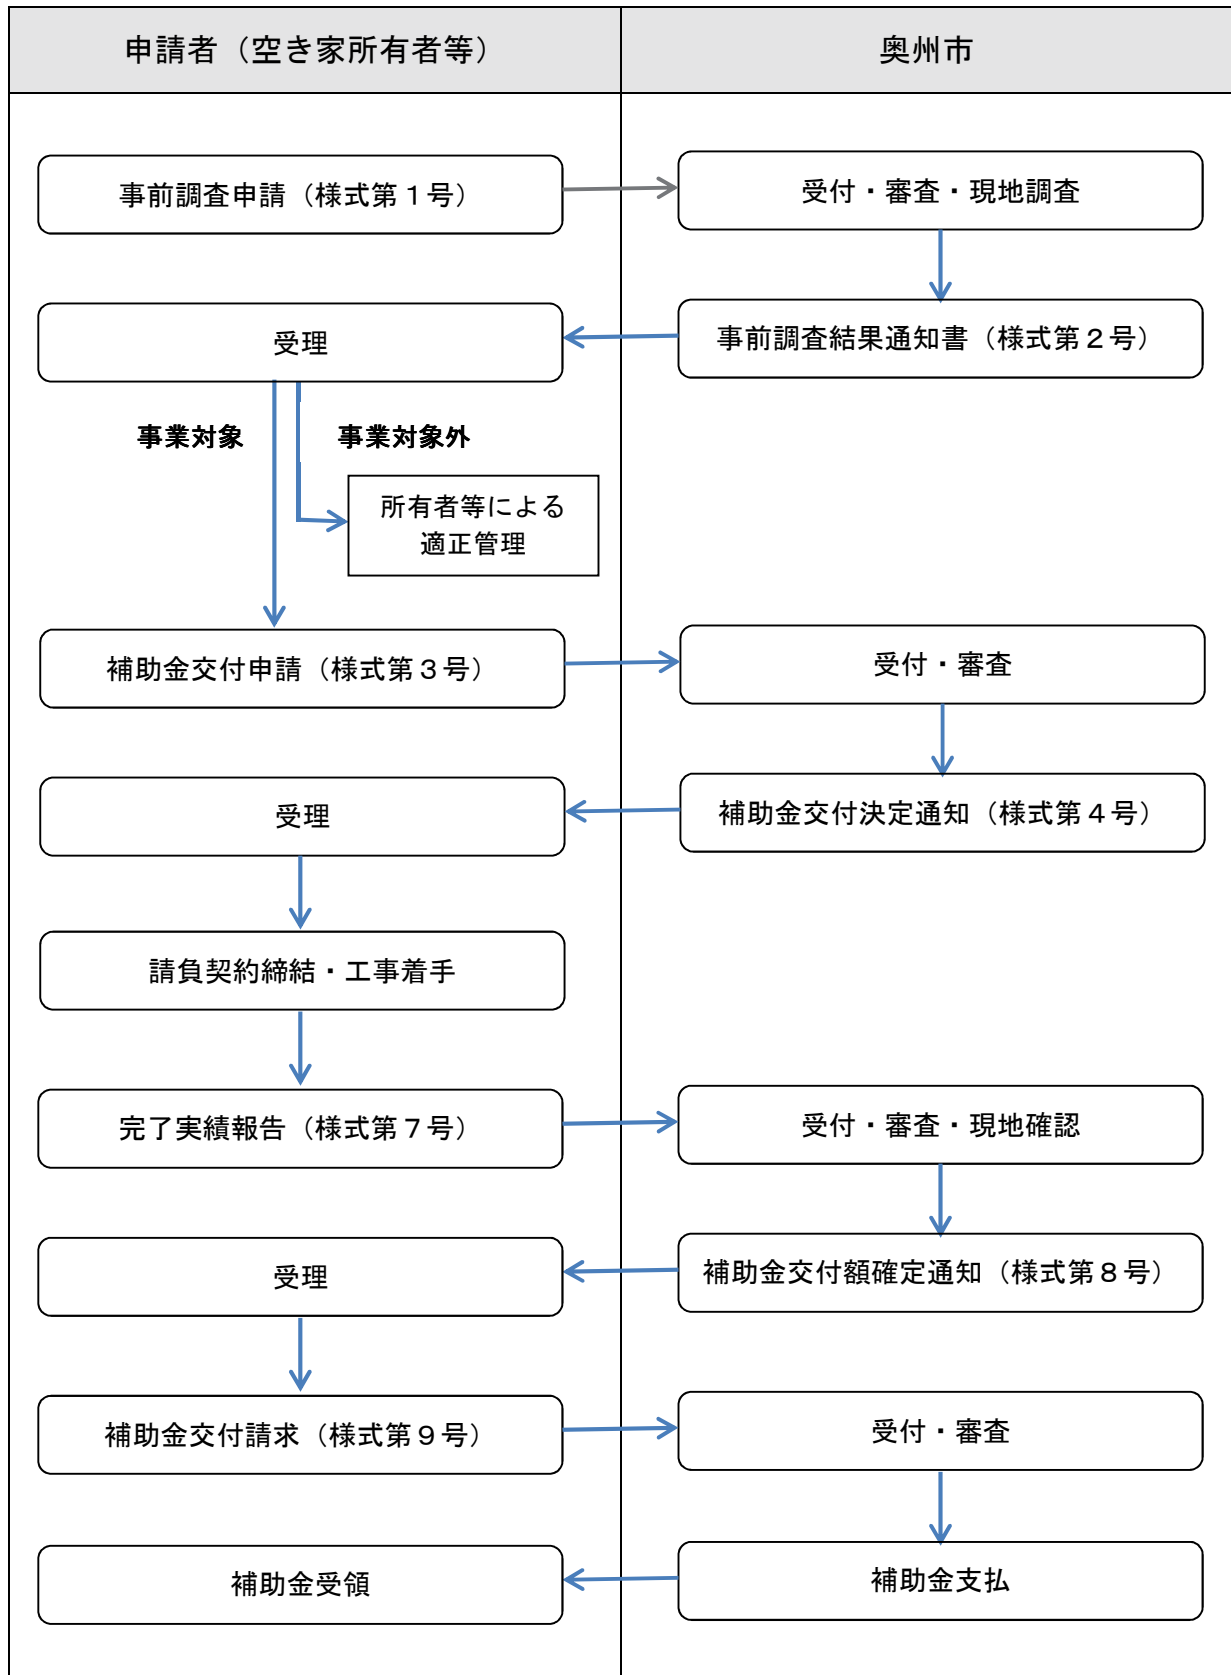 申請者（空き家所有者等）
奥州市
事前調査申請（様式第１号）
受付・審査・現地調査
受理
事前調査結果通知書（様式第２号）
事業対象
事業対象外
所有者等による
適正管理
補助金交付申請（様式第３号）
受付・審査
受理
補助金交付決定通知（様式第４号）
請負契約締結・工事着手
完了実績報告（様式第７号）
受付・審査・現地確認
受理
補助金交付額確定通知（様式第８号）
補助金交付請求（様式第９号）
受付・審査
補助金受領
補助金支払